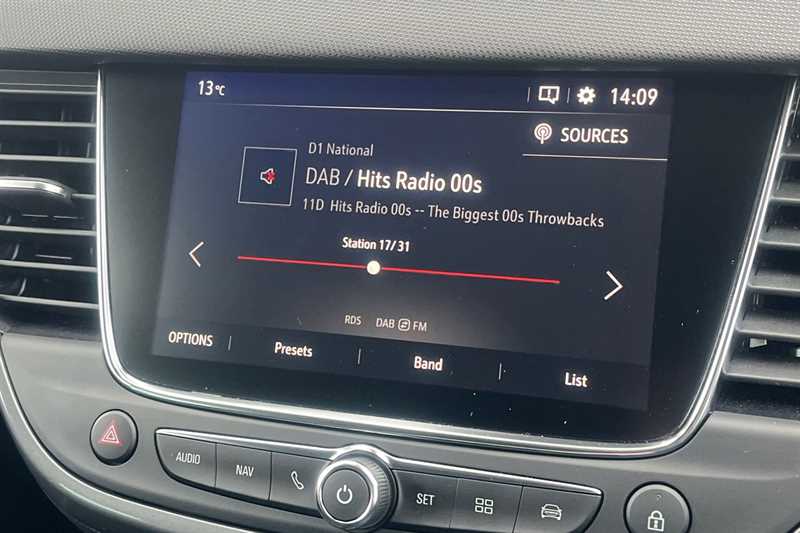 13°C 14:09
SOURCES
D1 National
DAB / Hits Radio 00s
11D Hits Radio 00s -- The Biggest 00s Throwbacks
Station 17/31
RDS DAB FM
OPTIONS Presets Band List
AUDIO NAV SET